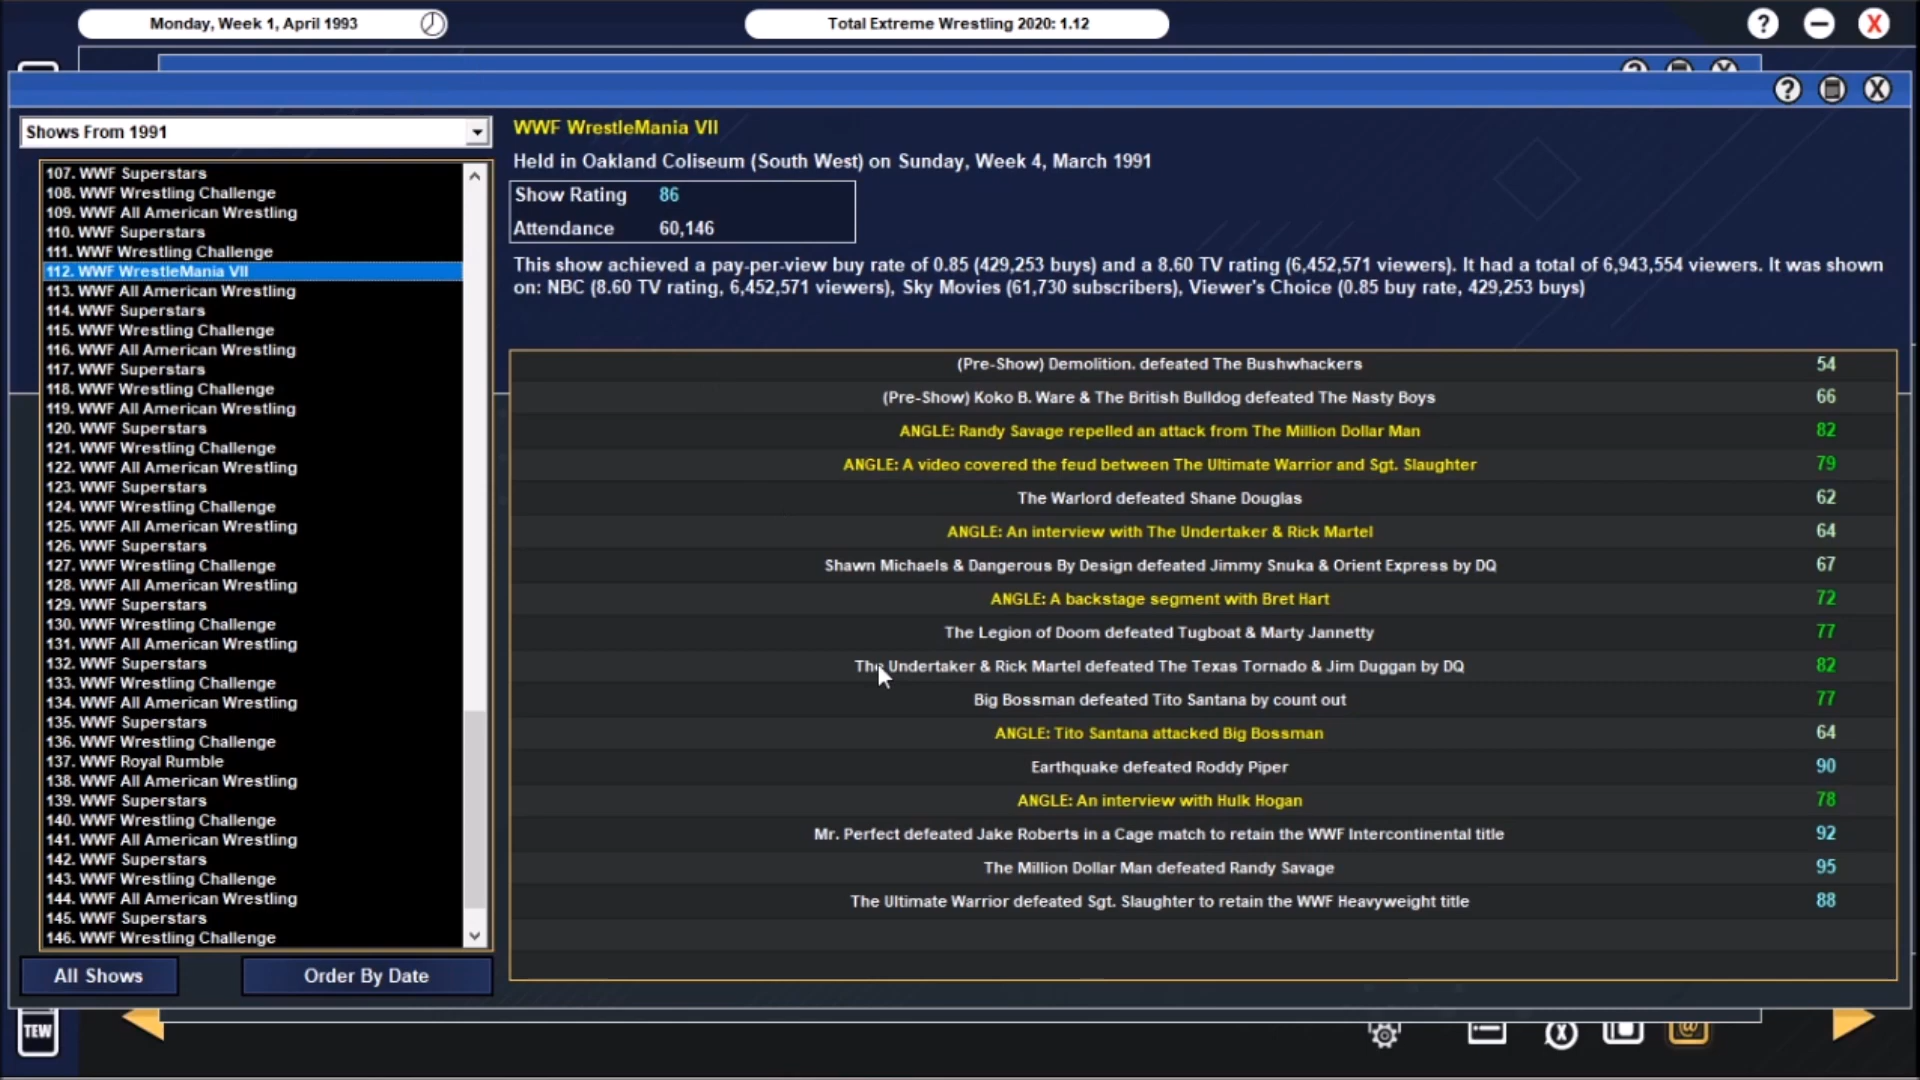 Monday, Week 1, April 1993
Total Extreme Wrestling 2020: 1.12
Shows From 1991
107. WWF Superstars
108. WWF Wrestling Challenge
109. WWF All American Wrestling
110. WWF Superstars
111. WWF Wrestling Challenge
112. WWF WrestleMania VII
113. WWF All American Wrestling
114. WWF Superstars
115. WWF Wrestling Challenge
116. WWF All American Wrestling
117. WWF Superstars
118. WWF Wrestling Challenge
119. WWF All American Wrestling
120. WWF Superstars
121. WWF Wrestling Challenge
122. WWF All American Wrestling
123. WWF Superstars
124. WWF Wrestling Challenge
125. WWF All American Wrestling
126. WWF Superstars
127. WWF Wrestling Challenge
128. WWF All American Wrestling
129. WWF Superstars
130. WWF Wrestling Challenge
131. WWF All American Wrestling
132. WWF Superstars
133. WWF Wrestling Challenge
134. WWF All American Wrestling
135. WWF Superstars
136. WWF Wrestling Challenge
137. WWF Royal Rumble
138. WWF All American Wrestling
139. WWF Superstars
140. WWF Wrestling Challenge
141. WWF All American Wrestling
142. WWF Superstars
143. WWF Wrestling Challenge
144. WWF All American Wrestling
145. WWF Superstars
146. WWF Wrestling Challenge
All Shows
Order By Date
WWF WrestleMania VII
Held in Oakland Coliseum (South West) on Sunday, Week 4, March 1991
Show Rating 86
Attendance 60,146
This show achieved a pay-per-view buy rate of 0.85 (429,253 buys) and a 8.60 TV rating (6,452,571 viewers). It had a total of 6,943,554 viewers. It was shown
on: NBC (8.60 TV rating, 6,452,571 viewers), Sky Movies (61,730 subscribers), Viewer's Choice (0.85 buy rate, 429,253 buys)
(Pre-Show) Demolition. defeated The Bushwhackers 54
(Pre-Show) Koko B. Ware & The British Bulldog defeated The Nasty Boys 66
ANGLE: Randy Savage repelled an attack from The Million Dollar Man 82
ANGLE: A video covered the feud between The Ultimate Warrior and Sgt. Slaughter 79
The Warlord defeated Shane Douglas 62
ANGLE: An interview with The Undertaker & Rick Martel 64
Shawn Michaels & Dangerous By Design defeated Jimmy Snuka & Orient Express by DQ 67
ANGLE: A backstage segment with Bret Hart 72
The Legion of Doom defeated Tugboat & Marty Jannetty 77
The Undertaker & Rick Martel defeated The Texas Tornado & Jim Duggan by DQ 82
Big Bossman defeated Tito Santana by count out 77
ANGLE: Tito Santana attacked Big Bossman 64
Earthquake defeated Roddy Piper 90
ANGLE: An interview with Hulk Hogan 78
Mr. Perfect defeated Jake Roberts in a Cage match to retain the WWF Intercontinental title 92
The Million Dollar Man defeated Randy Savage 95
The Ultimate Warrior defeated Sgt. Slaughter to retain the WWF Heavyweight title 88
TEW